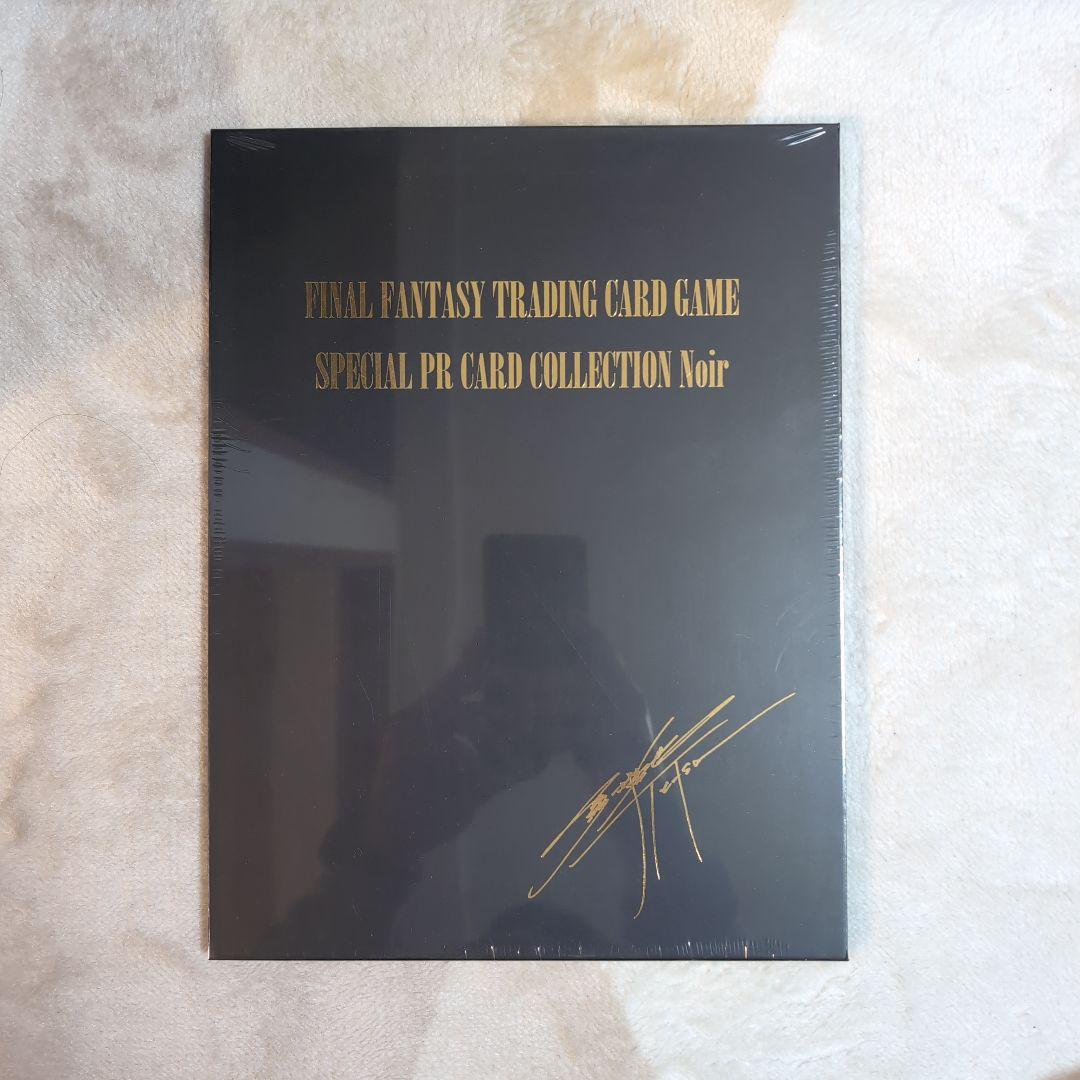 FINAL FANTASY TRADING CARD GAME
SPECIAL PR CARD COLLECTION Noir